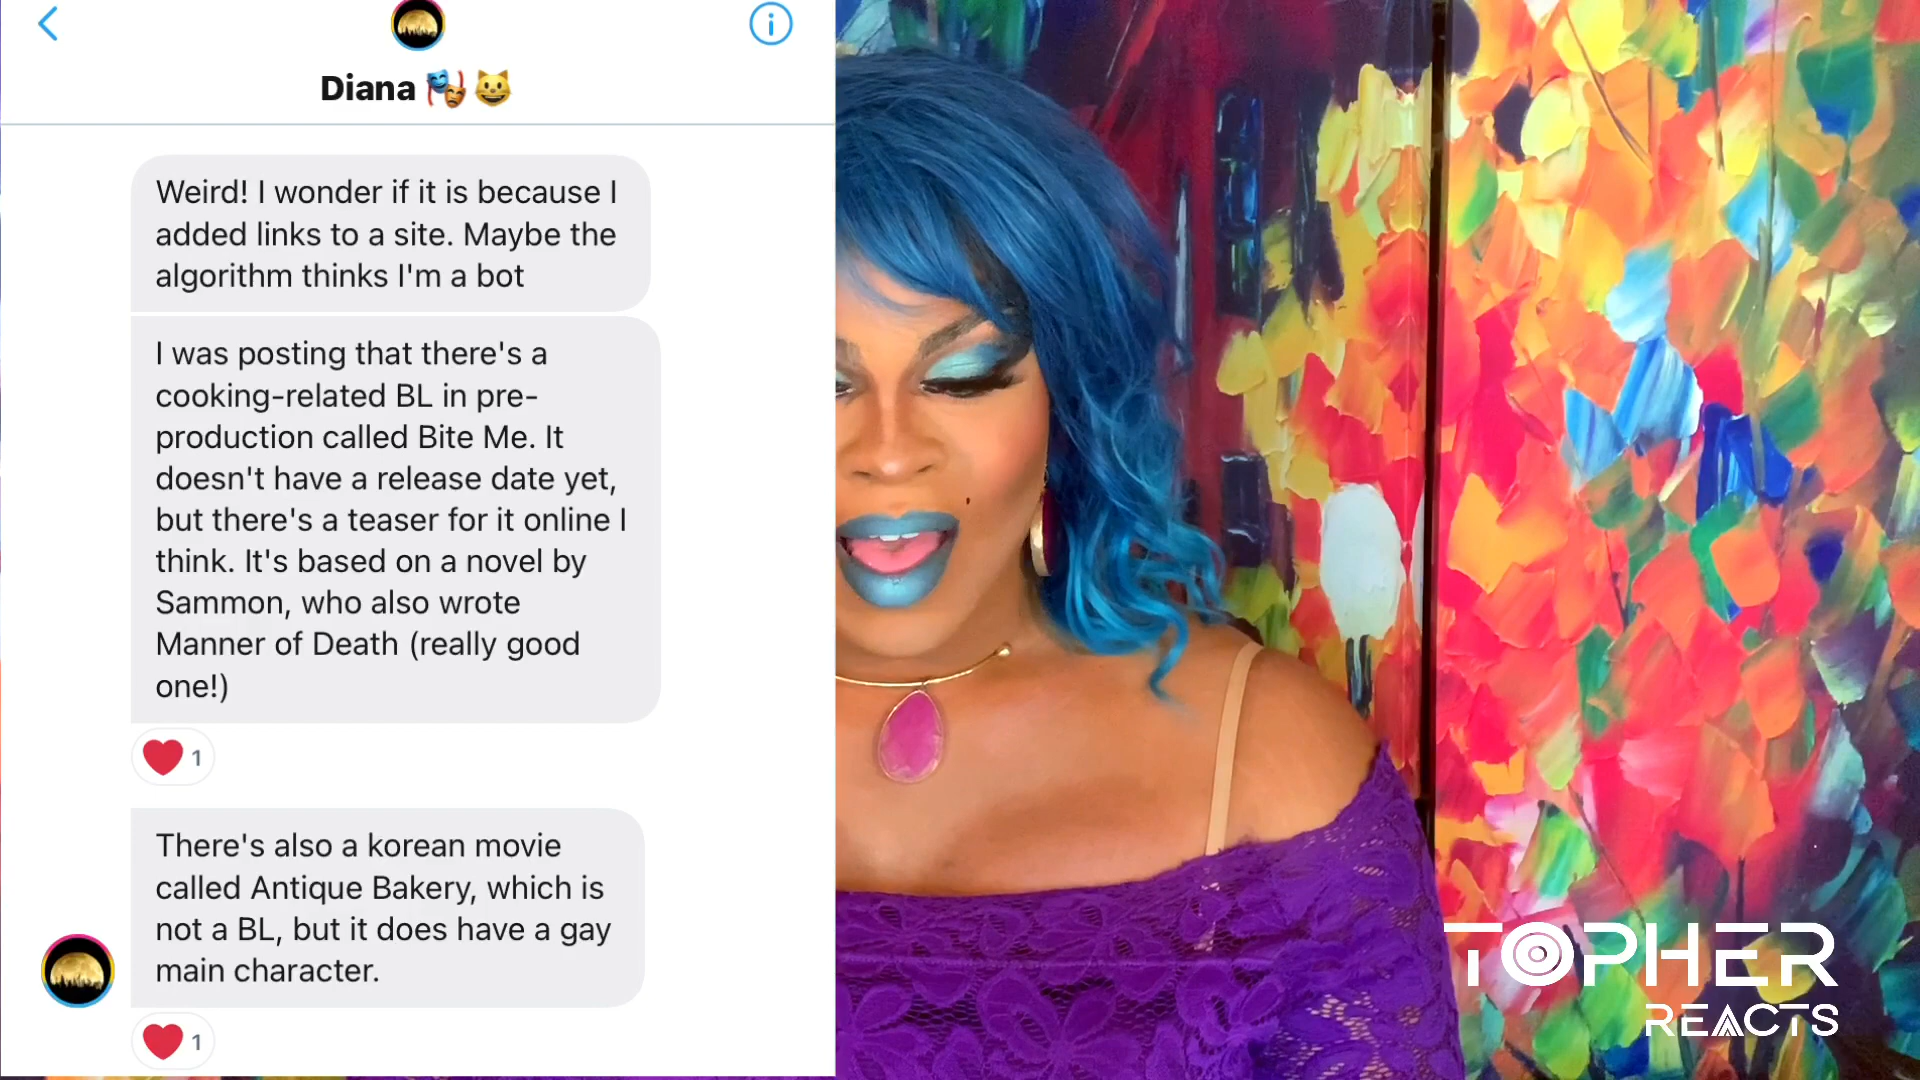 Diana 🎭😺
Weird! I wonder if it is because I
added links to a site. Maybe the
algorithm thinks I'm a bot
I was posting that there's a
cooking-related BL in pre-
production called Bite Me. It
doesn't have a release date yet,
but there's a teaser for it online I
think. It's based on a novel by
Sammon, who also wrote
Manner of Death (really good
one!)
❤️ 1
There's also a korean movie
called Antique Bakery, which is
not a BL, but it does have a gay
main character.
❤️ 1
TOPHER
REACTS